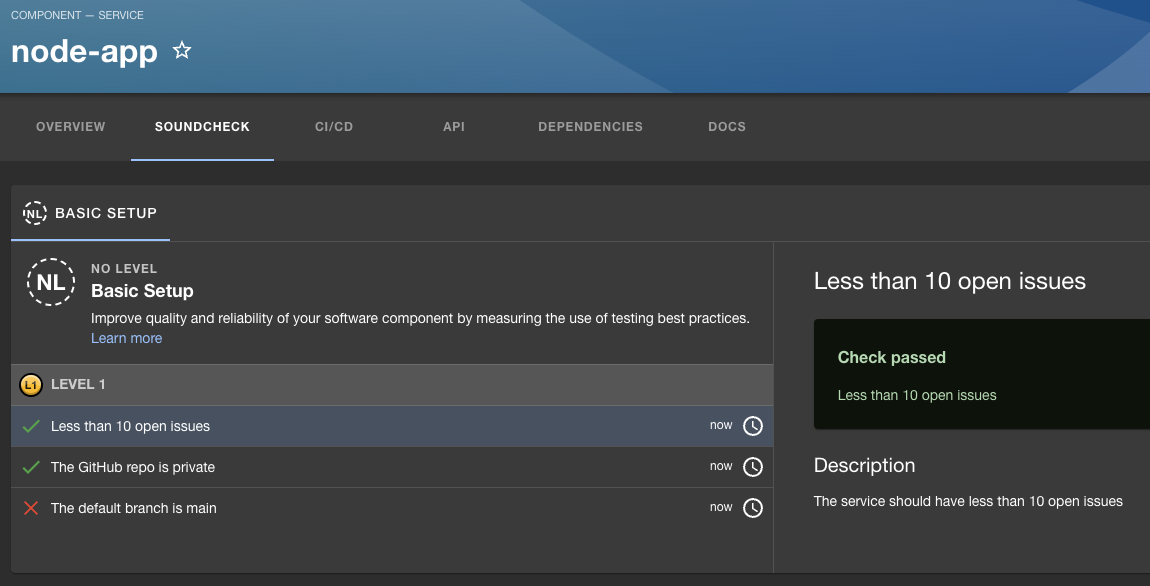 COMPONENT — SERVICE
node-app
OVERVIEW
SOUNDCHECK
CI/CD
API
DEPENDENCIES
DOCS
NL BASIC SETUP
NL
NO LEVEL
Basic Setup
Improve quality and reliability of your software component by measuring the use of testing best practices.
Learn more
L1 LEVEL 1
Less than 10 open issues now
The GitHub repo is private now
The default branch is main now
Less than 10 open issues
Check passed
Less than 10 open issues
Description
The service should have less than 10 open issues